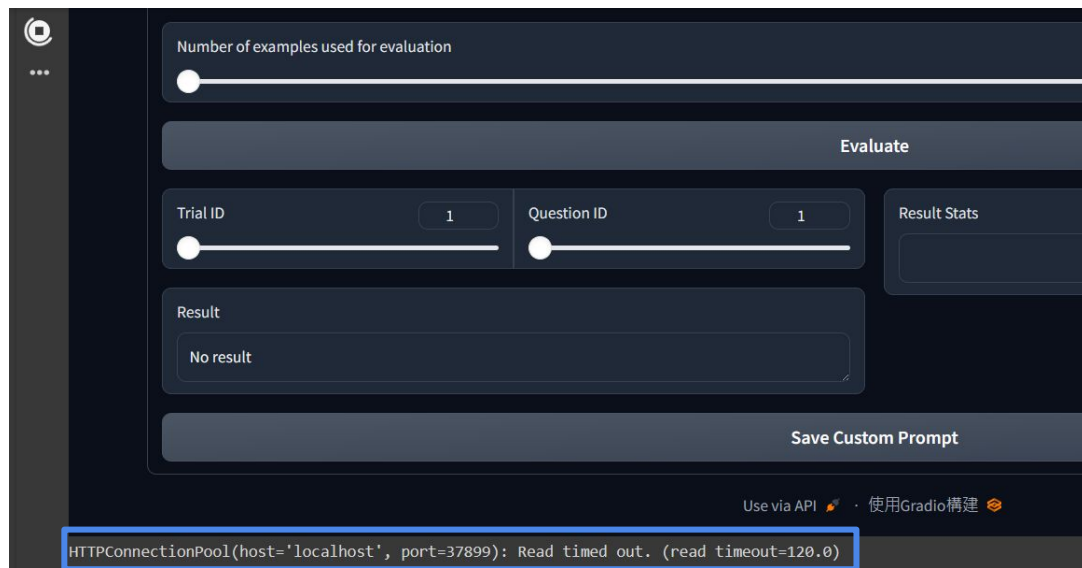 Number of examples used for evaluation
Evaluate
Trial ID 1 Question ID 1 Result Stats
Result
No result
Save Custom Prompt
Use via API · 使用Gradio構建
HTTPConnectionPool(host='localhost', port=37899): Read timed out. (read timeout=120.0)